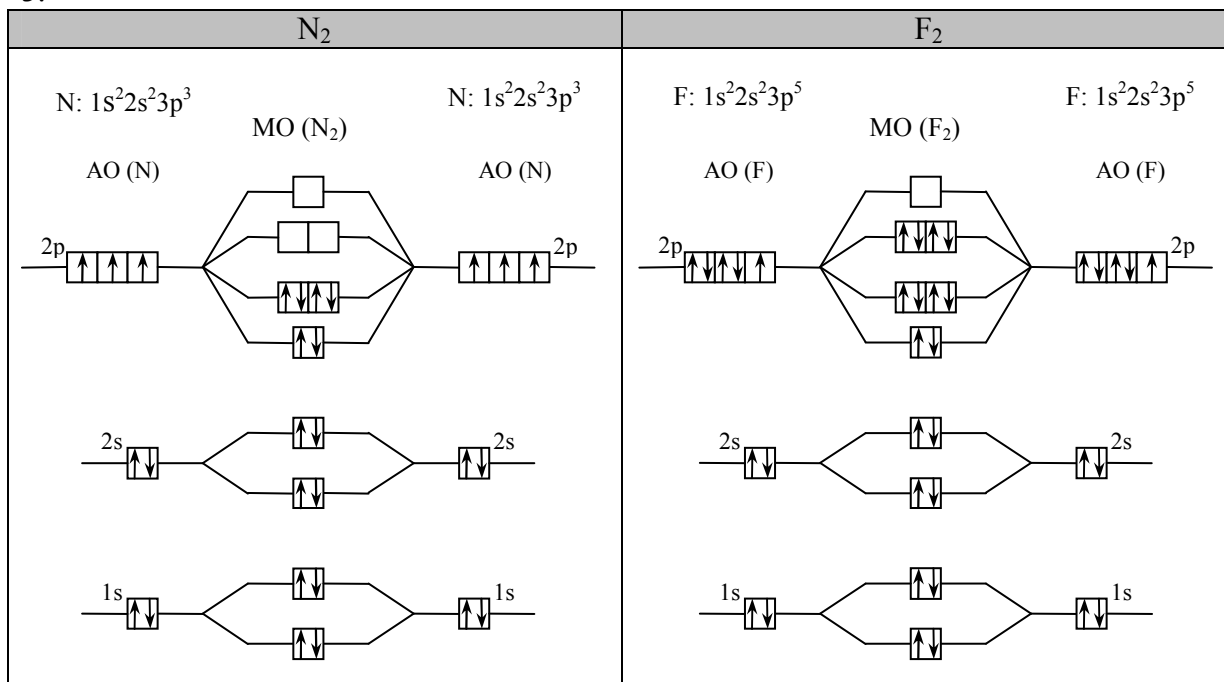 N₂ F₂
N: 1s²2s²3p³ N: 1s²2s²3p³ F: 1s²2s²3p⁵ F: 1s²2s²3p⁵
MO (N₂) MO (F₂)
AO (N) AO (N) AO (F) AO (F)
2p 2p 2p 2p
2s 2s 2s 2s
1s 1s 1s 1s